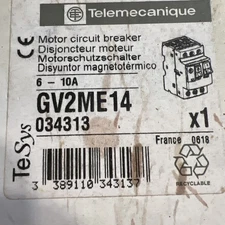 Telemecanique
CE Motor circuit breaker
Disjoncteur moteur
Motorschutzschalter
Disyuntor magnetotérmico
6 - 10A
GV2ME14
034313 x1
France 0618
TeSys
3 389110 343137
RECYCLABLE